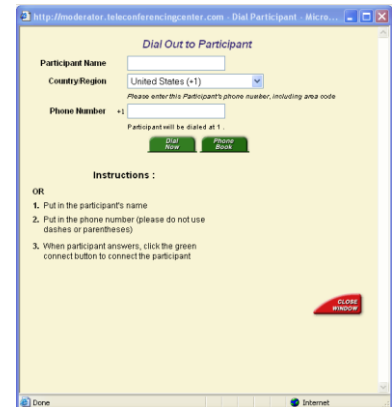 http://moderator.teleconferencingcenter.com - Dial Participant - Micro...
Dial Out to Participant
Participant Name
Country/Region United States (+1)
Please enter this Participant's phone number, including area code
Phone Number +1
Participant will be dialed at 1 .
Dial Now Phone Book
Instructions :
OR
1. Put in the participant's name
2. Put in the phone number (please do not use
dashes or parentheses)
3. When participant answers, click the green
connect button to connect the participant
CLOSE
WINDOW
Done Internet